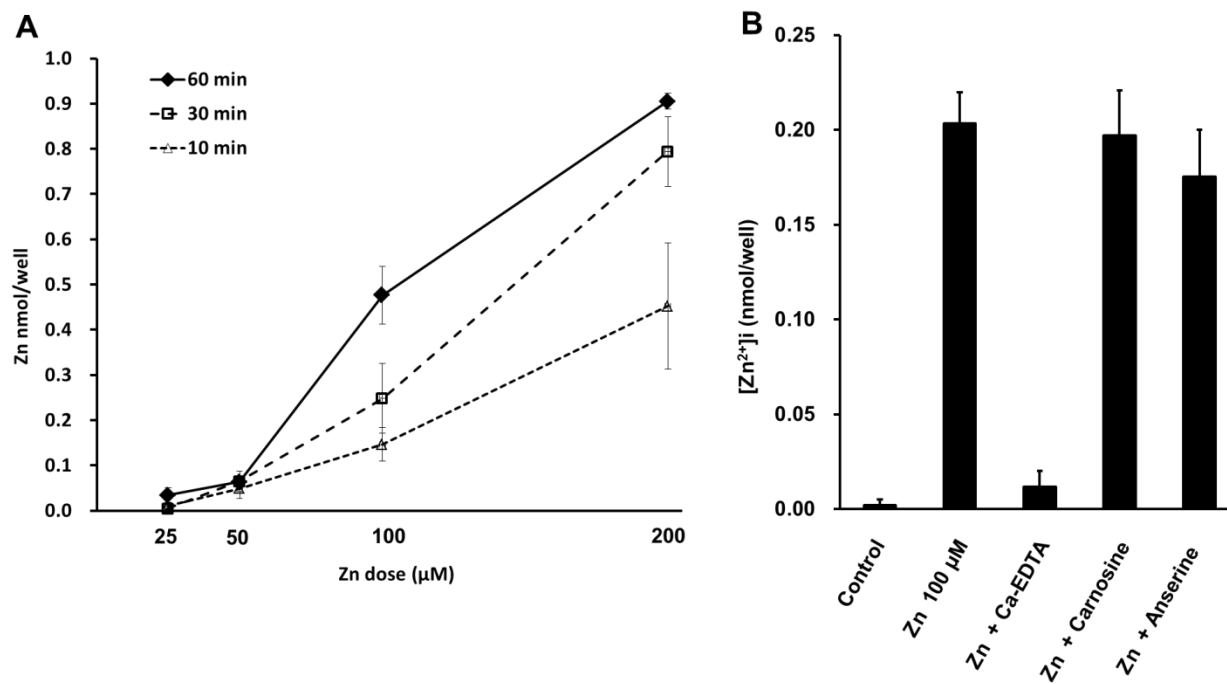 A
1.0
0.9
0.8
0.7
0.6
0.5
0.4
0.3
0.2
0.1
0.0
Zn nmol/well
60 min
30 min
10 min
25
50
100
200
Zn dose (µM)
B
0.25
0.20
0.15
0.10
0.05
0.00
[Zn²⁺]i (nmol/well)
Control
Zn 100 µM
Zn + Ca-EDTA
Zn + Carnosine
Zn + Anserine